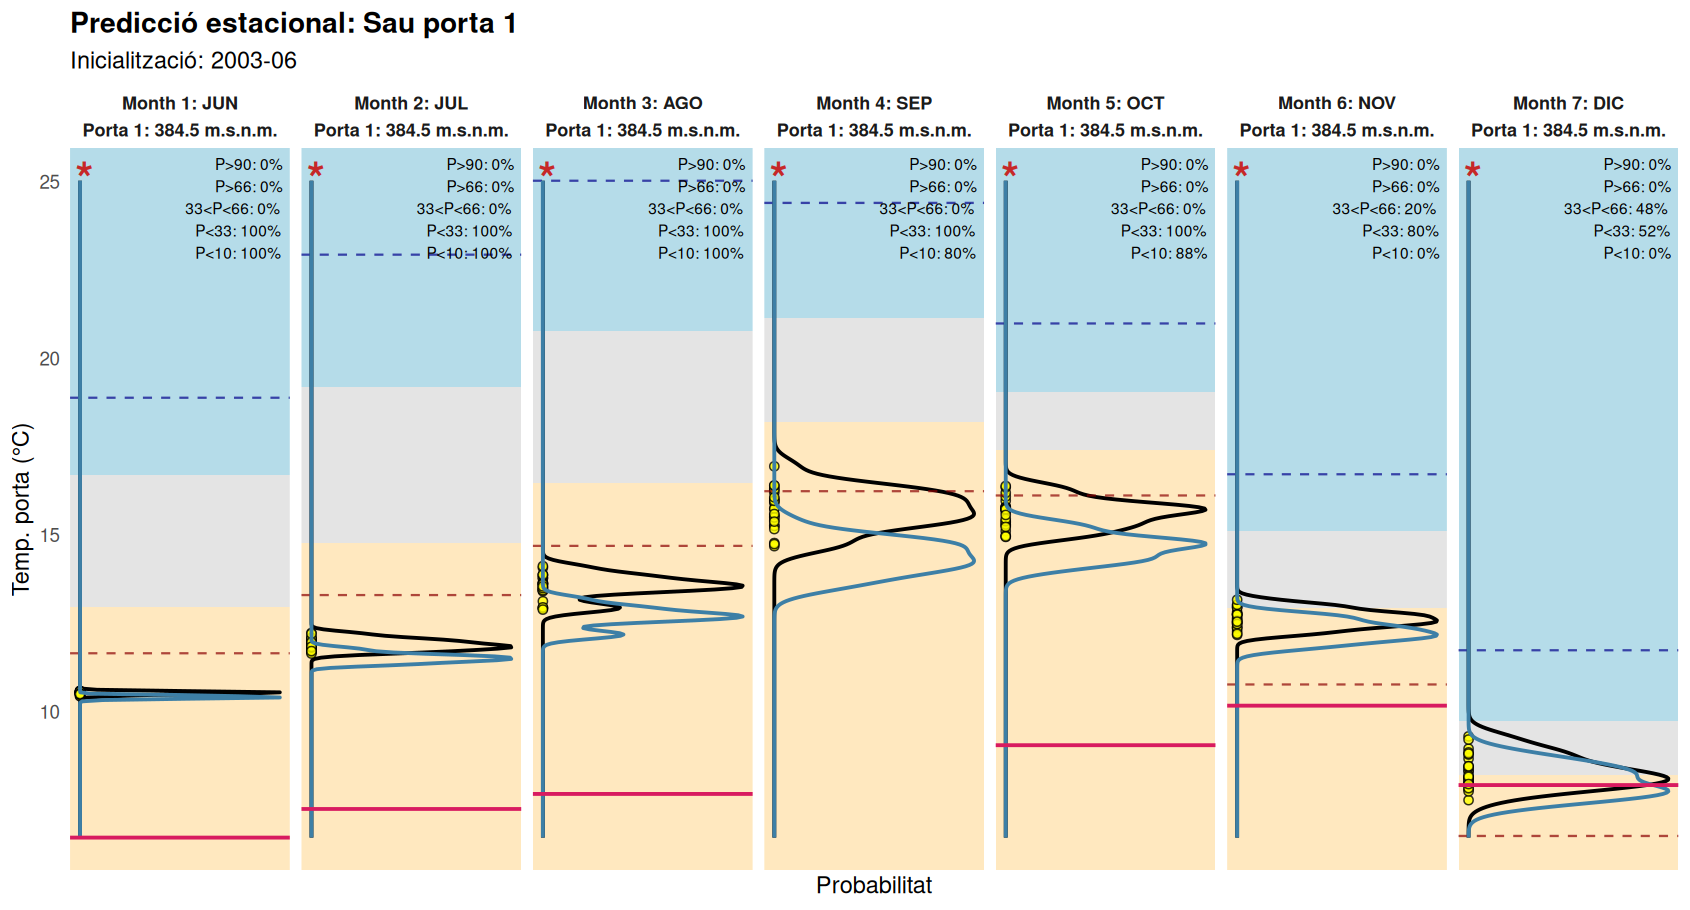 Predicció estacional: Sau porta 1
Inicialització: 2003-06
Month 1: JUN
Porta 1: 384.5 m.s.n.m.
Month 2: JUL
Porta 1: 384.5 m.s.n.m.
Month 3: AGO
Porta 1: 384.5 m.s.n.m.
Month 4: SEP
Porta 1: 384.5 m.s.n.m.
Month 5: OCT
Porta 1: 384.5 m.s.n.m.
Month 6: NOV
Porta 1: 384.5 m.s.n.m.
Month 7: DIC
Porta 1: 384.5 m.s.n.m.
Temp. porta (°C)
25
20
15
10
*
P>90: 0%
P>66: 0%
33<P<66: 0%
P<33: 100%
P<10: 100%
*
P>90: 0%
P>66: 0%
33<P<66: 0%
P<33: 100%
P<10: 100%
*
P>90: 0%
P>66: 0%
33<P<66: 0%
P<33: 100%
P<10: 100%
*
P>90: 0%
P>66: 0%
33<P<66: 0%
P<33: 100%
P<10: 80%
*
P>90: 0%
P>66: 0%
33<P<66: 0%
P<33: 100%
P<10: 88%
*
P>90: 0%
P>66: 0%
33<P<66: 20%
P<33: 80%
P<10: 0%
*
P>90: 0%
P>66: 0%
33<P<66: 48%
P<33: 52%
P<10: 0%
Probabilitat